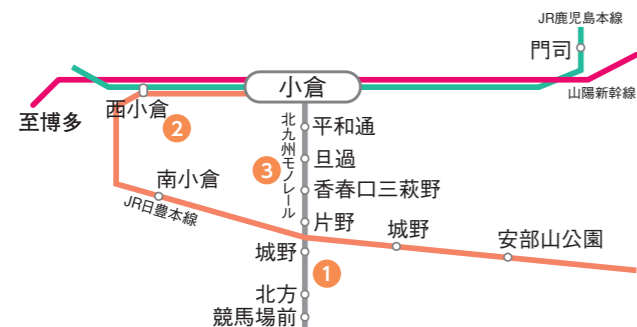 JR鹿児島本線
門司
小倉
山陽新幹線
至博多
西小倉
2
北九州モノレール
平和通
旦過
3
香春口三萩野
南小倉
JR日豊本線
片野
城野
城野
安部山公園
1
北方
競馬場前